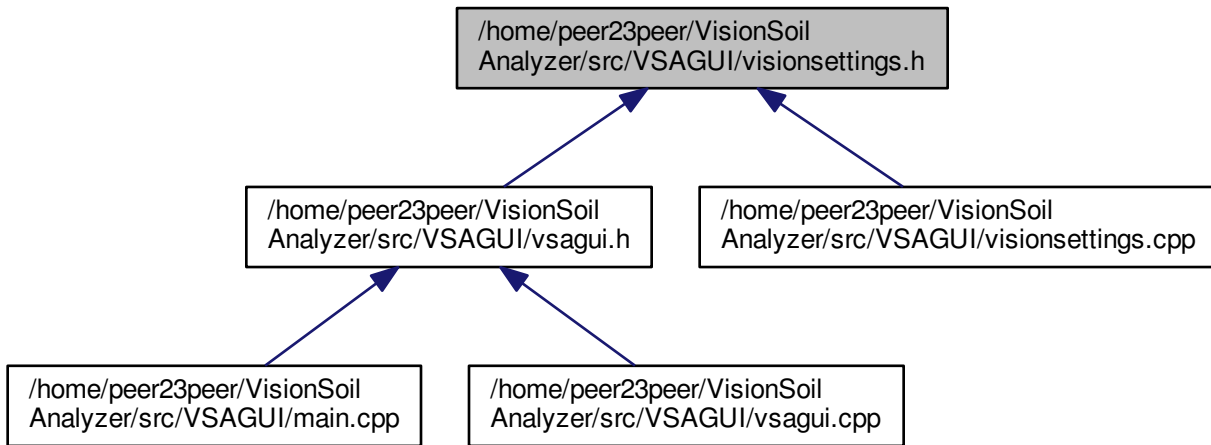 /home/peer23peer/VisionSoil
Analyzer/src/VSAGUI/visionsettings.h
/home/peer23peer/VisionSoil
Analyzer/src/VSAGUI/vsagui.h
/home/peer23peer/VisionSoil
Analyzer/src/VSAGUI/visionsettings.cpp
/home/peer23peer/VisionSoil
Analyzer/src/VSAGUI/main.cpp
/home/peer23peer/VisionSoil
Analyzer/src/VSAGUI/vsagui.cpp